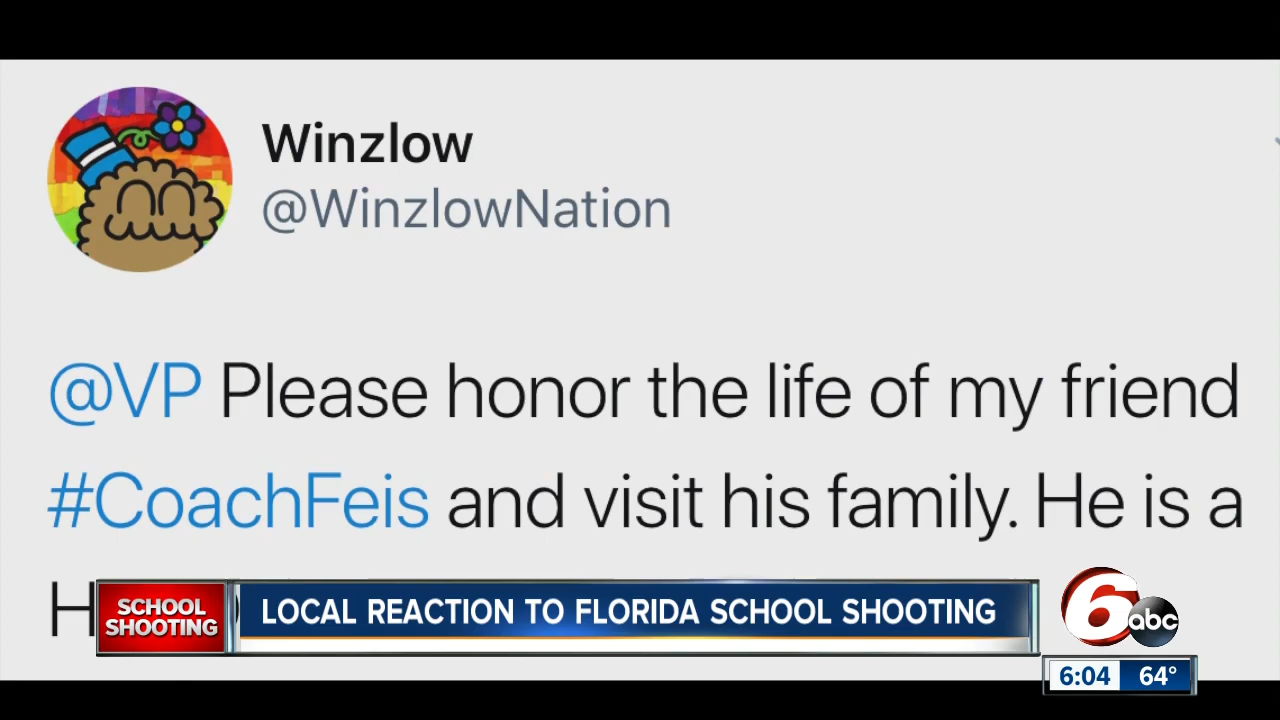 Winzlow
@WinzlowNation
@VP Please honor the life of my friend
#CoachFeis and visit his family. He is a
H
SCHOOL
SHOOTING
LOCAL REACTION TO FLORIDA SCHOOL SHOOTING
6
abc
6:04 64°